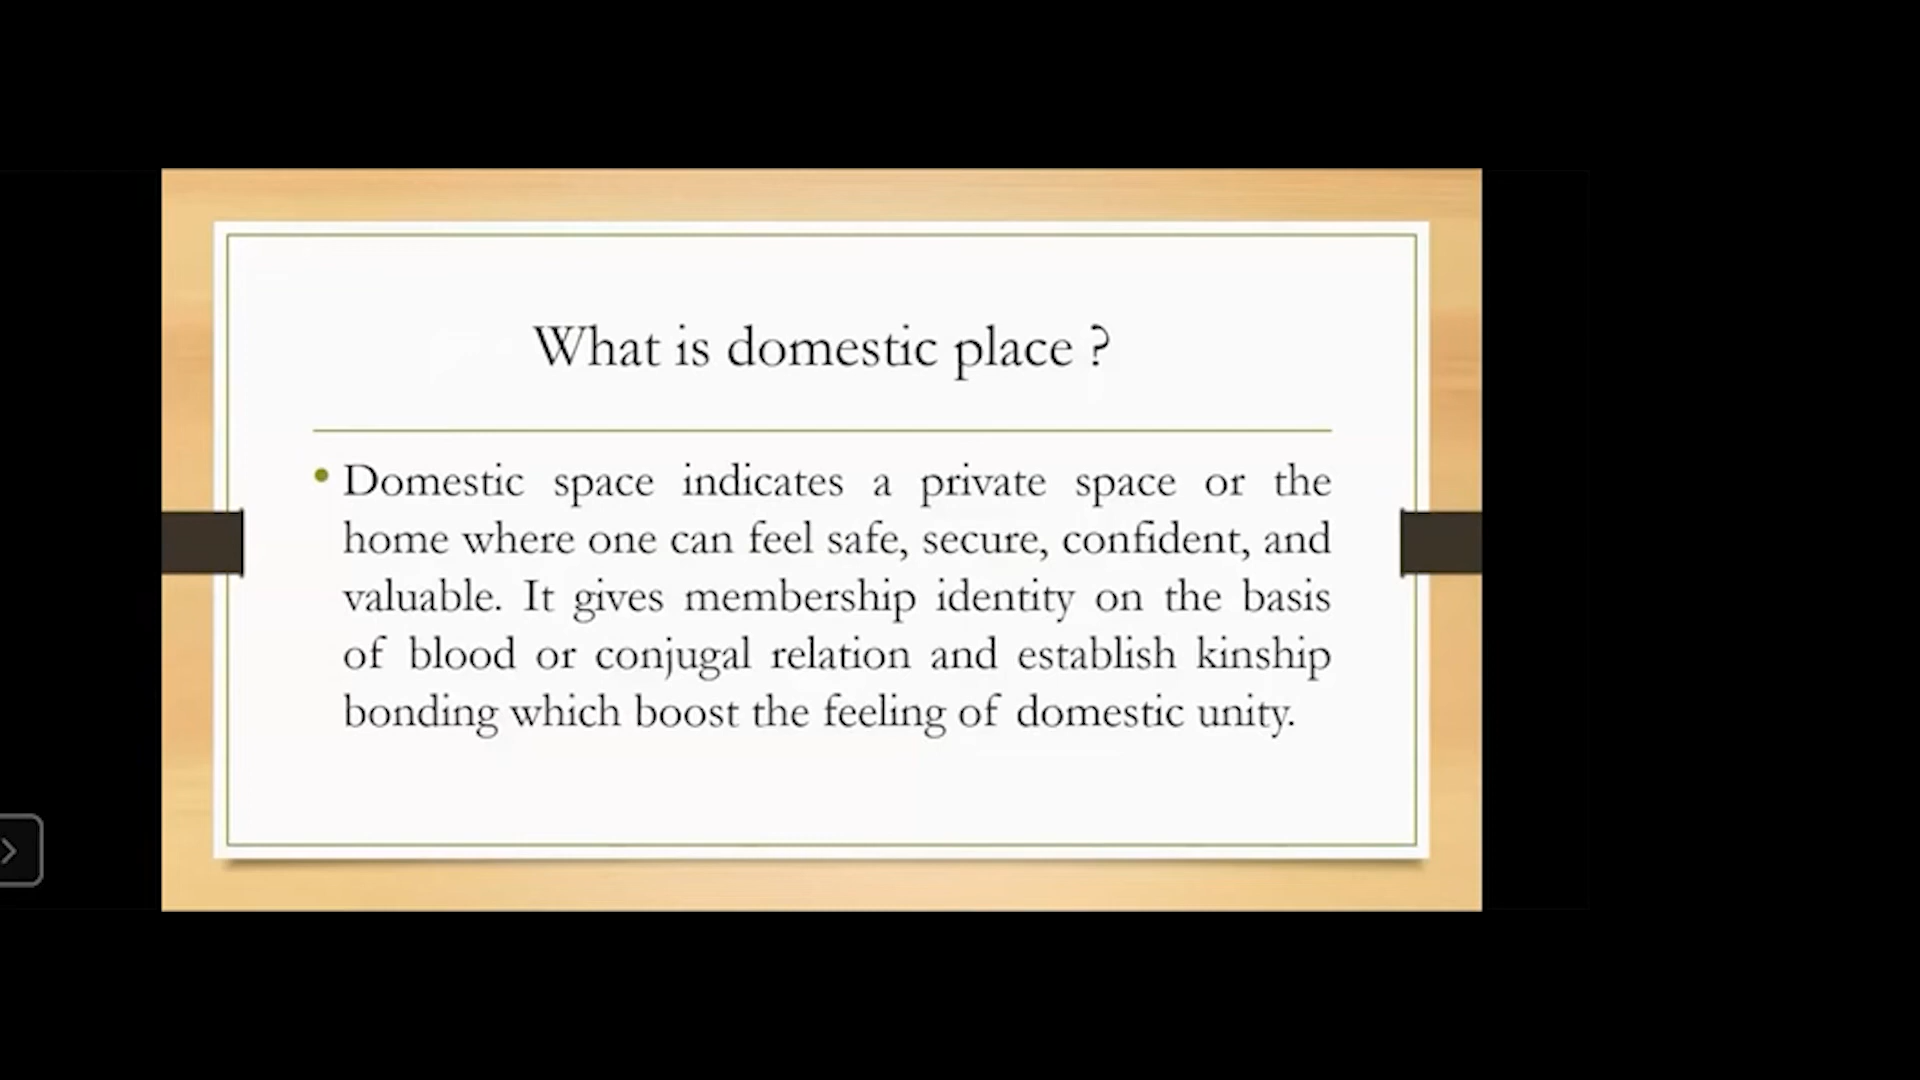 What is domestic place ?
• Domestic space indicates a private space or the
home where one can feel safe, secure, confident, and
valuable. It gives membership identity on the basis
of blood or conjugal relation and establish kinship
bonding which boost the feeling of domestic unity.